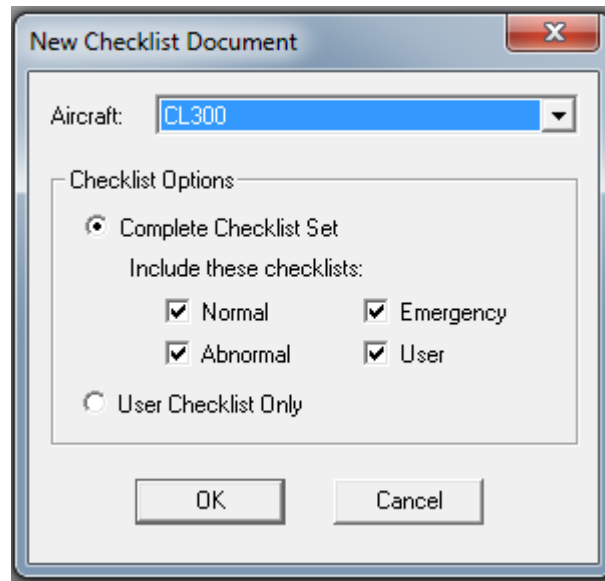 New Checklist Document
Aircraft: CL300
Checklist Options
Complete Checklist Set
Include these checklists:
Normal Emergency
Abnormal User
User Checklist Only
OK Cancel